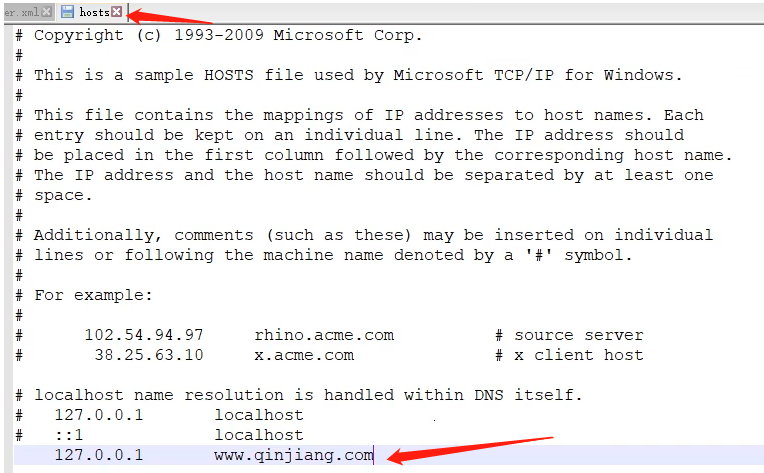 er.xml hosts
# Copyright (c) 1993-2009 Microsoft Corp.
#
# This is a sample HOSTS file used by Microsoft TCP/IP for Windows.
#
# This file contains the mappings of IP addresses to host names. Each
# entry should be kept on an individual line. The IP address should
# be placed in the first column followed by the corresponding host name.
# The IP address and the host name should be separated by at least one
# space.
#
# Additionally, comments (such as these) may be inserted on individual
# lines or following the machine name denoted by a '#' symbol.
#
# For example:
#
#      102.54.94.97     rhino.acme.com          # source server
#       38.25.63.10     x.acme.com              # x client host

# localhost name resolution is handled within DNS itself.
#   127.0.0.1       localhost
#   ::1             localhost
    127.0.0.1       www.qinjiang.com